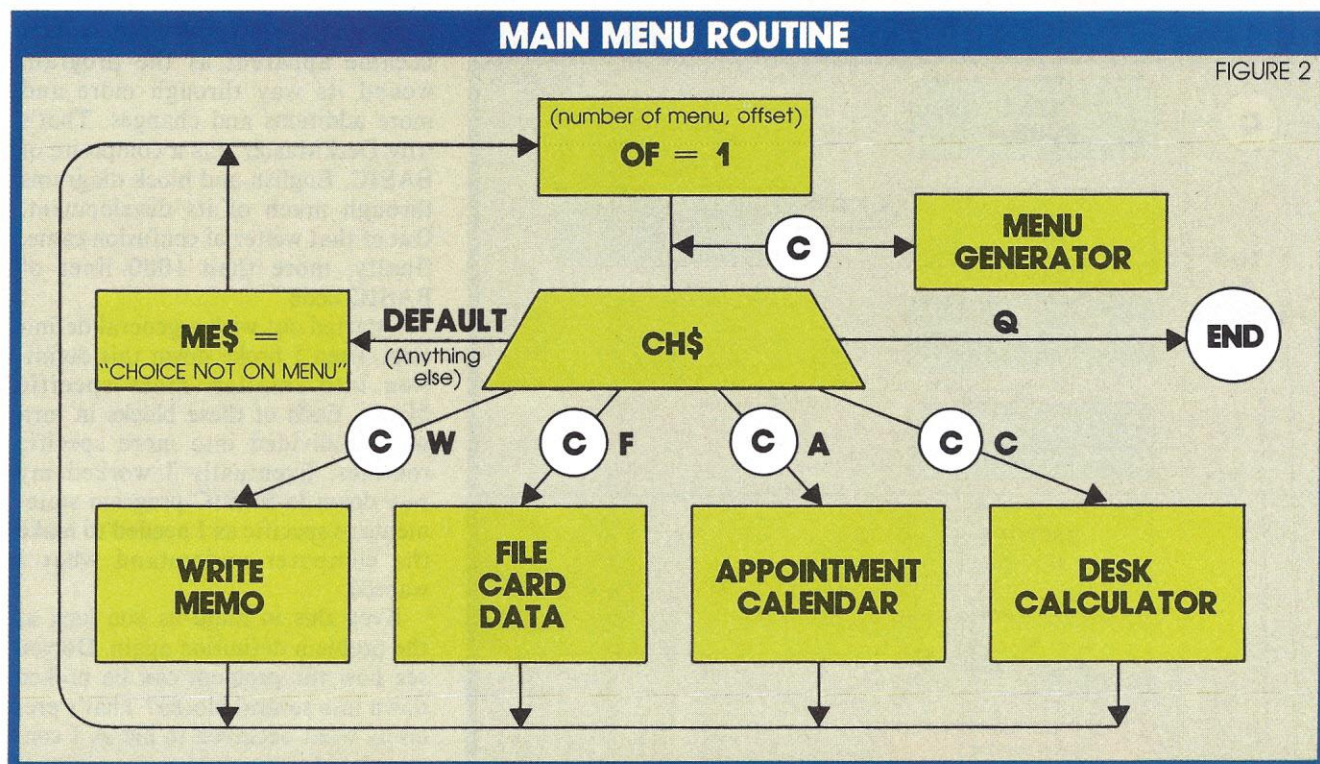 MAIN MENU ROUTINE
FIGURE 2
(number of menu, offset)
OF = 1
C
MENU
GENERATOR
ME$ =
"CHOICE NOT ON MENU"
DEFAULT
(Anything
else)
CH$
Q
END
C W
C F
C A
C C
WRITE
MEMO
FILE
CARD
DATA
APPOINTMENT
CALENDAR
DESK
CALCULATOR